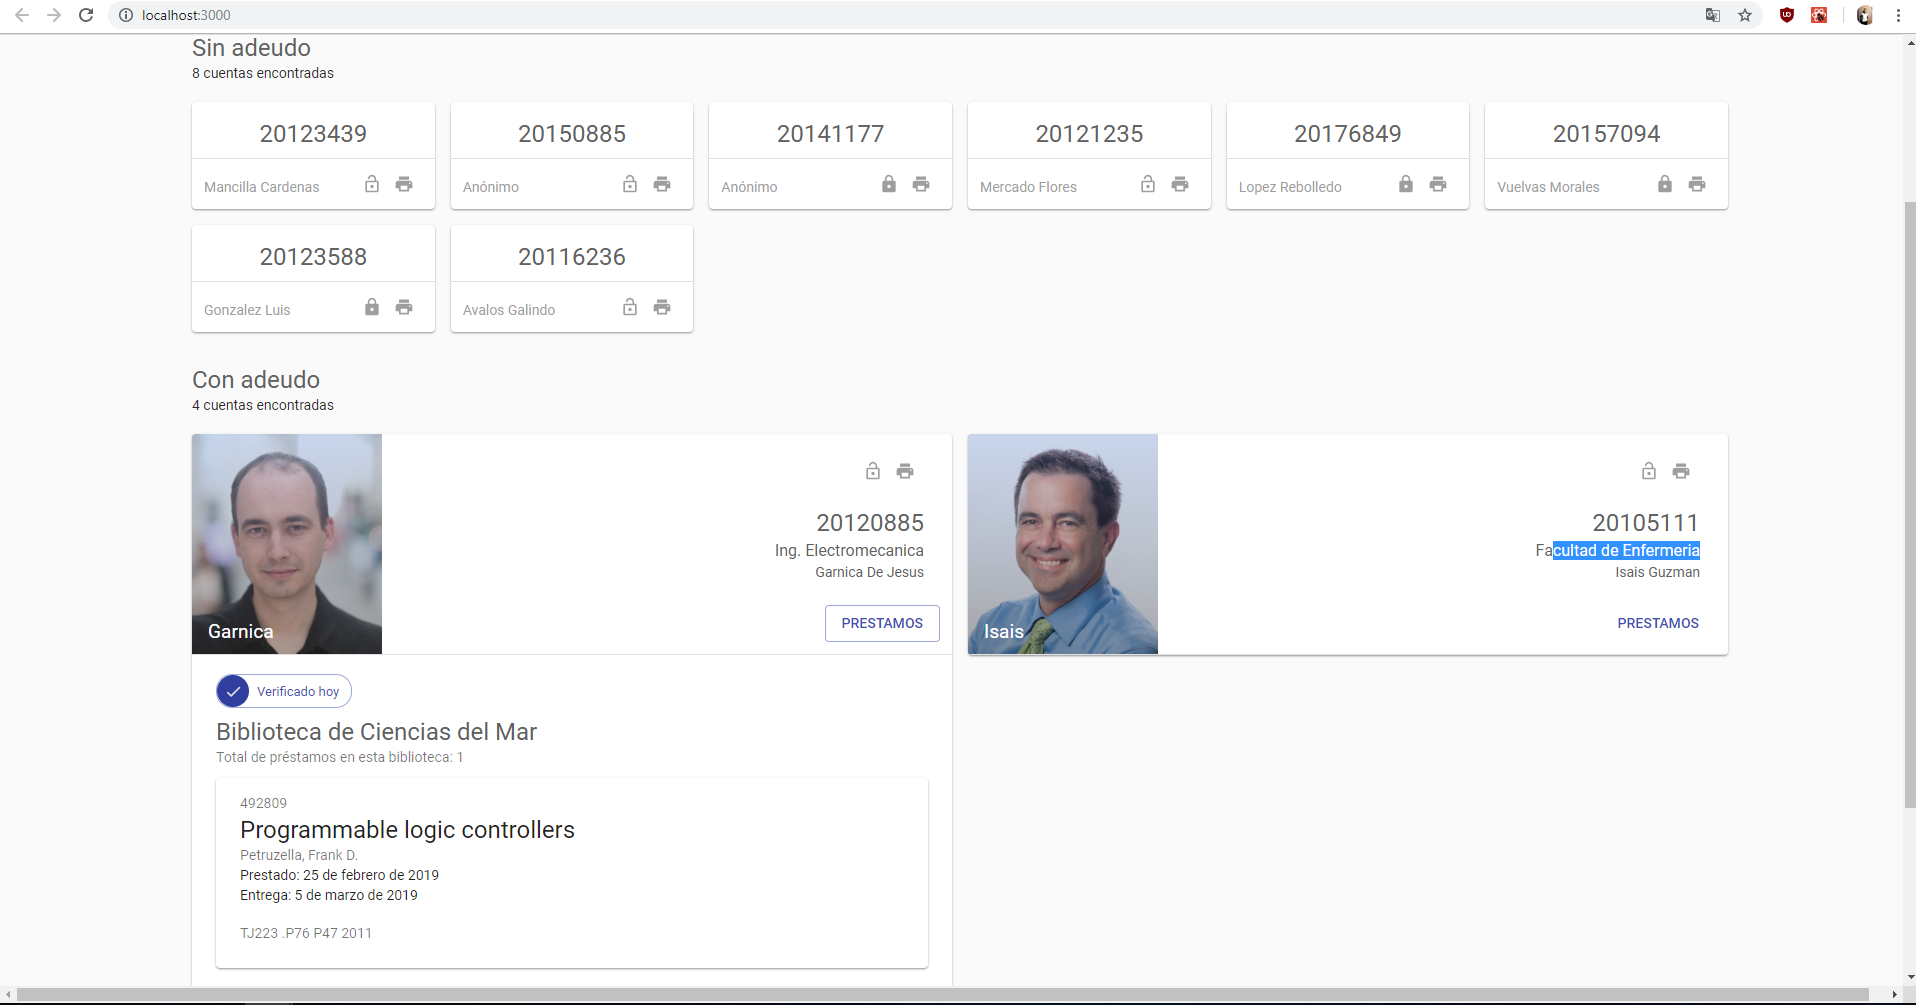 localhost:3000
Sin adeudo
8 cuentas encontradas
20123439
Mancilla Cardenas
20150885
Anónimo
20141177
Anónimo
20121235
Mercado Flores
20176849
Lopez Rebolledo
20157094
Vuelvas Morales
20123588
Gonzalez Luis
20116236
Avalos Galindo
Con adeudo
4 cuentas encontradas
Garnica
20120885
Ing. Electromecanica
Garnica De Jesus
PRESTAMOS
Isais
20105111
Facultad de Enfermeria
Isais Guzman
PRESTAMOS
Verificado hoy
Biblioteca de Ciencias del Mar
Total de préstamos en esta biblioteca: 1
492809
Programmable logic controllers
Petruzella, Frank D.
Prestado: 25 de febrero de 2019
Entrega: 5 de marzo de 2019
TJ223 .P76 P47 2011